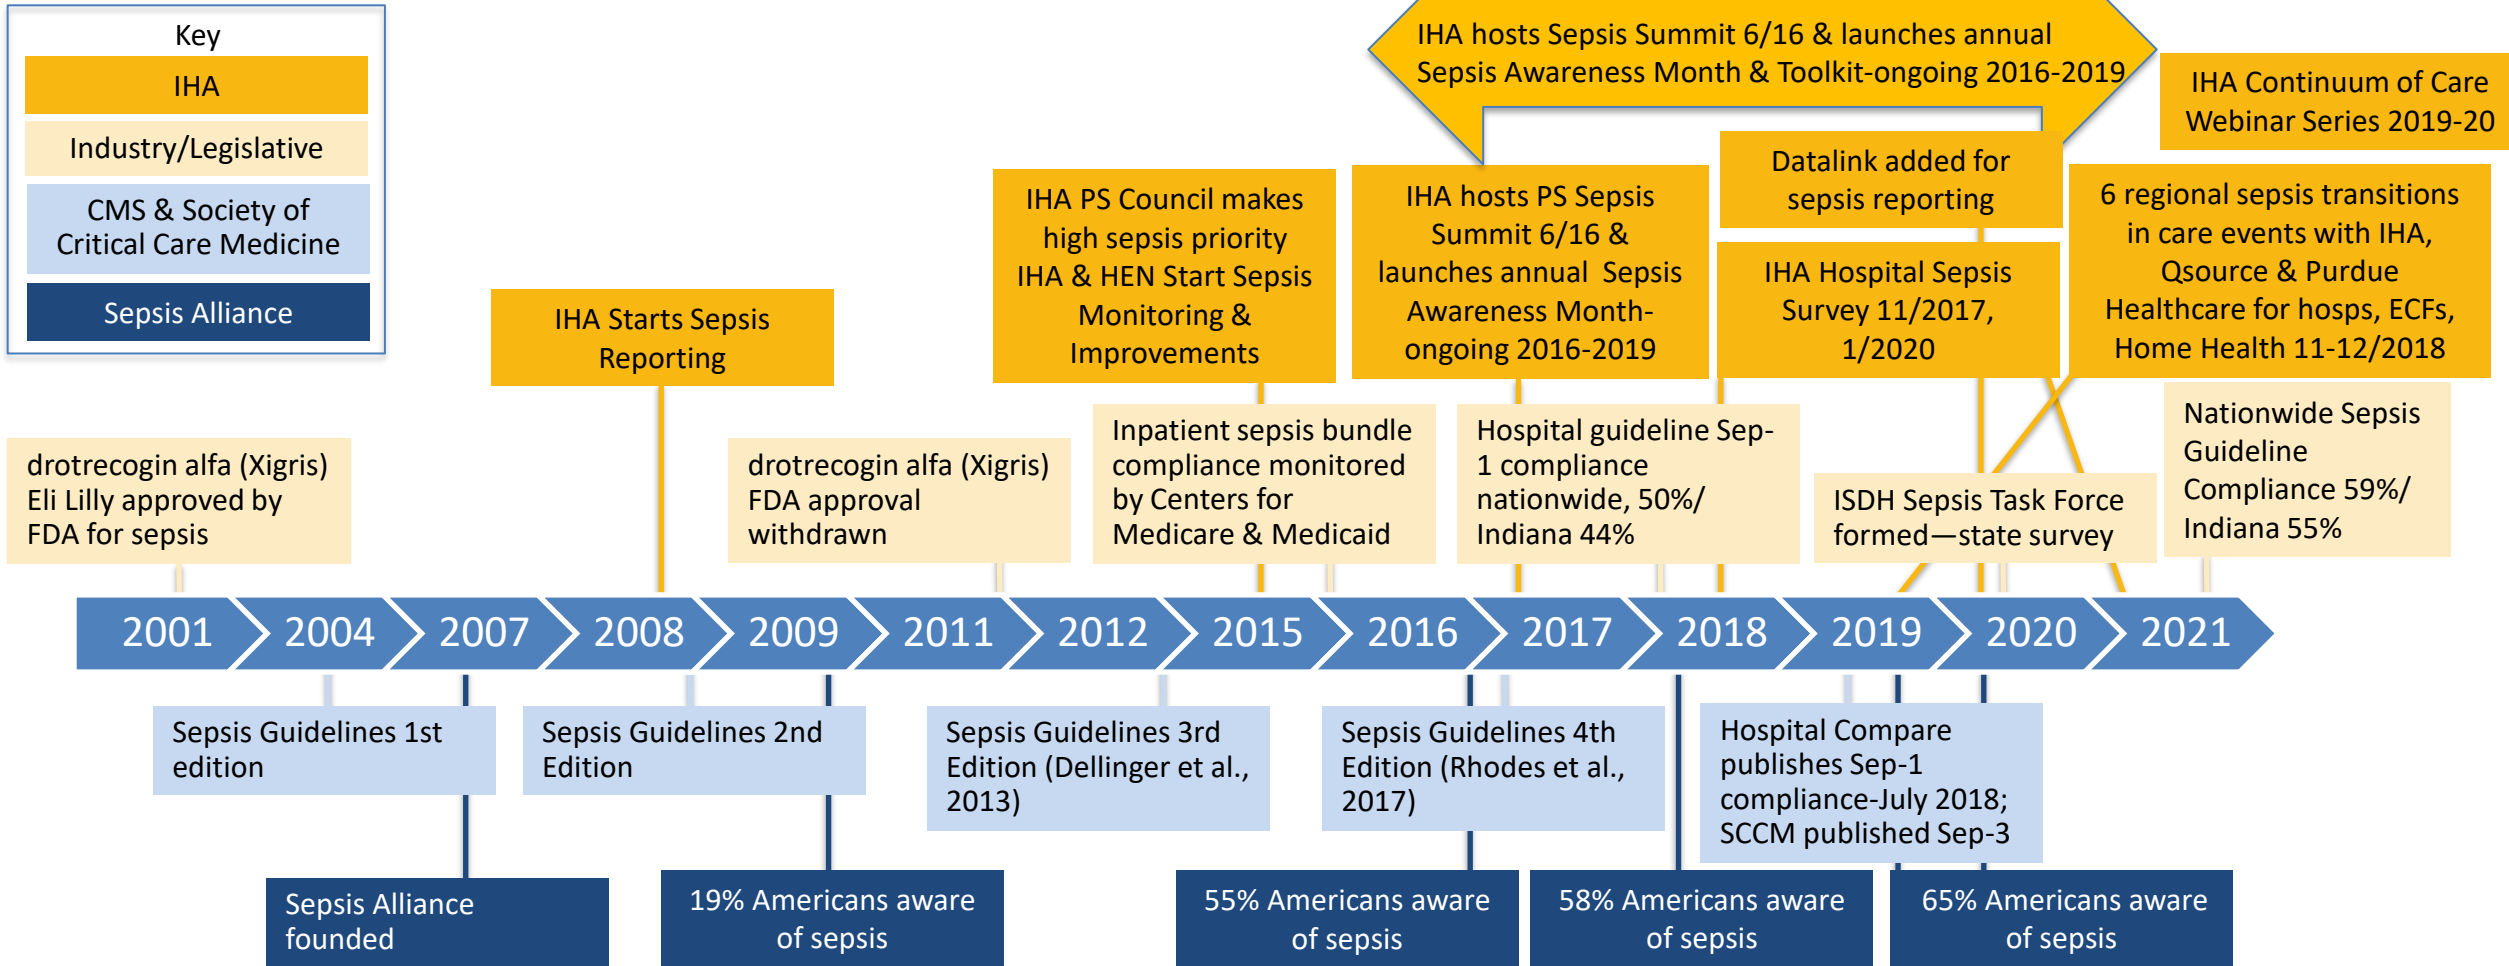 Key
IHA
Industry/Legislative
CMS & Society of
Critical Care Medicine
Sepsis Alliance
IHA hosts Sepsis Summit 6/16 & launches annual
Sepsis Awareness Month & Toolkit-ongoing 2016-2019
IHA Continuum of Care
Webinar Series 2019-20
IHA Starts Sepsis
Reporting
IHA PS Council makes
high sepsis priority
IHA & HEN Start Sepsis
Monitoring &
Improvements
IHA hosts PS Sepsis
Summit 6/16 &
launches annual Sepsis
Awareness Month-
ongoing 2016-2019
Datalink added for
sepsis reporting
IHA Hospital Sepsis
Survey 11/2017,
1/2020
6 regional sepsis transitions
in care events with IHA,
Qsource & Purdue
Healthcare for hosps, ECFs,
Home Health 11-12/2018
drotrecogin alfa (Xigris)
Eli Lilly approved by
FDA for sepsis
drotrecogin alfa (Xigris)
FDA approval
withdrawn
Inpatient sepsis bundle
compliance monitored
by Centers for
Medicare & Medicaid
Hospital guideline Sep-
1 compliance
nationwide, 50%/
Indiana 44%
ISDH Sepsis Task Force
formed—state survey
Nationwide Sepsis
Guideline
Compliance 59%/
Indiana 55%
2001 2004 2007 2008 2009 2011 2012 2015 2016 2017 2018 2019 2020 2021
Sepsis Guidelines 1st
edition
Sepsis Guidelines 2nd
Edition
Sepsis Guidelines 3rd
Edition (Dellinger et al.,
2013)
Sepsis Guidelines 4th
Edition (Rhodes et al.,
2017)
Hospital Compare
publishes Sep-1
compliance-July 2018;
SCCM published Sep-3
Sepsis Alliance
founded
19% Americans aware
of sepsis
55% Americans aware
of sepsis
58% Americans aware
of sepsis
65% Americans aware
of sepsis